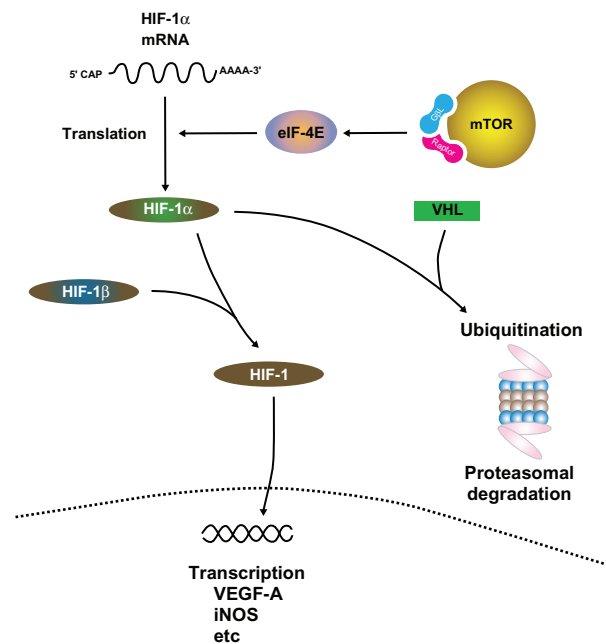 HIF-1α
mRNA
5' CAP
AAAA-3'
Translation
eIF-4E
GβL
Raptor
mTOR
HIF-1α
VHL
HIF-1β
Ubiquitination
HIF-1
Proteasomal
degradation
Transcription
VEGF-A
iNOS
etc